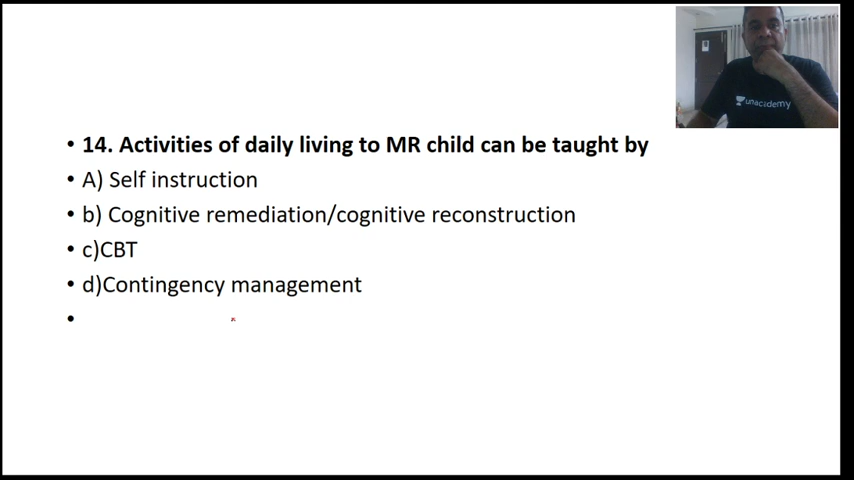 unacademy
• 14. Activities of daily living to MR child can be taught by
• A) Self instruction
• b) Cognitive remediation/cognitive reconstruction
• c)CBT
• d)Contingency management
•